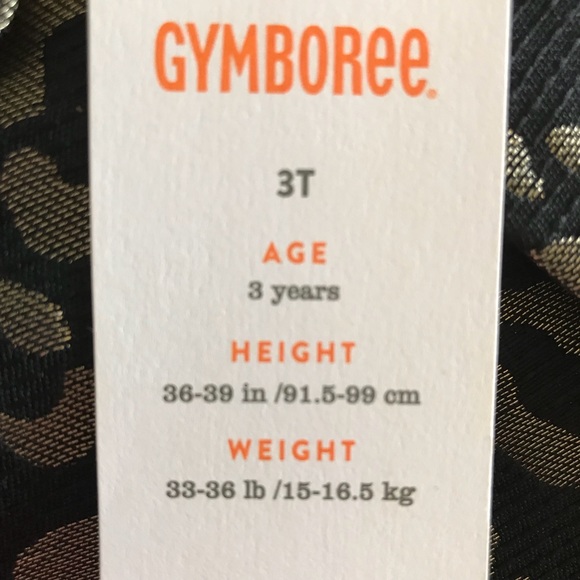 GYMBOREE®
3T
AGE
3 years
HEIGHT
36-39 in /91.5-99 cm
WEIGHT
33-36 lb /15-16.5 kg